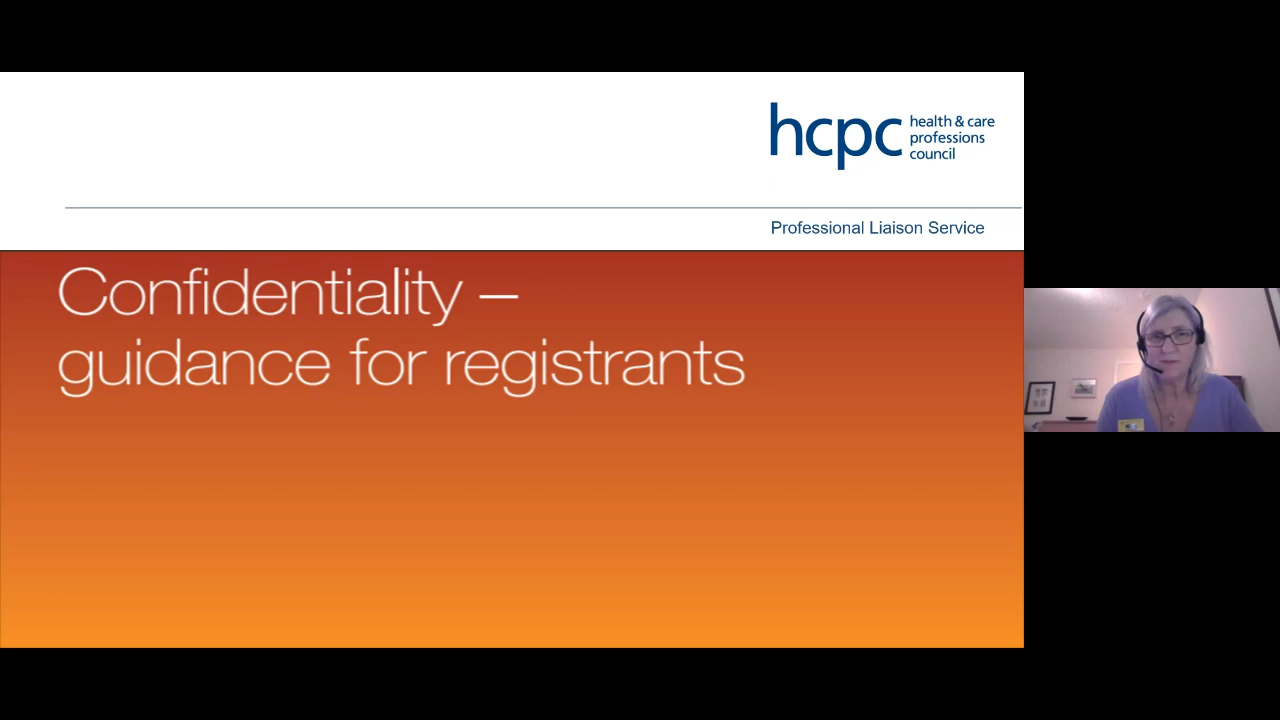 hcpc
health & care
professions
council
Professional Liaison Service
Confidentiality –
guidance for registrants